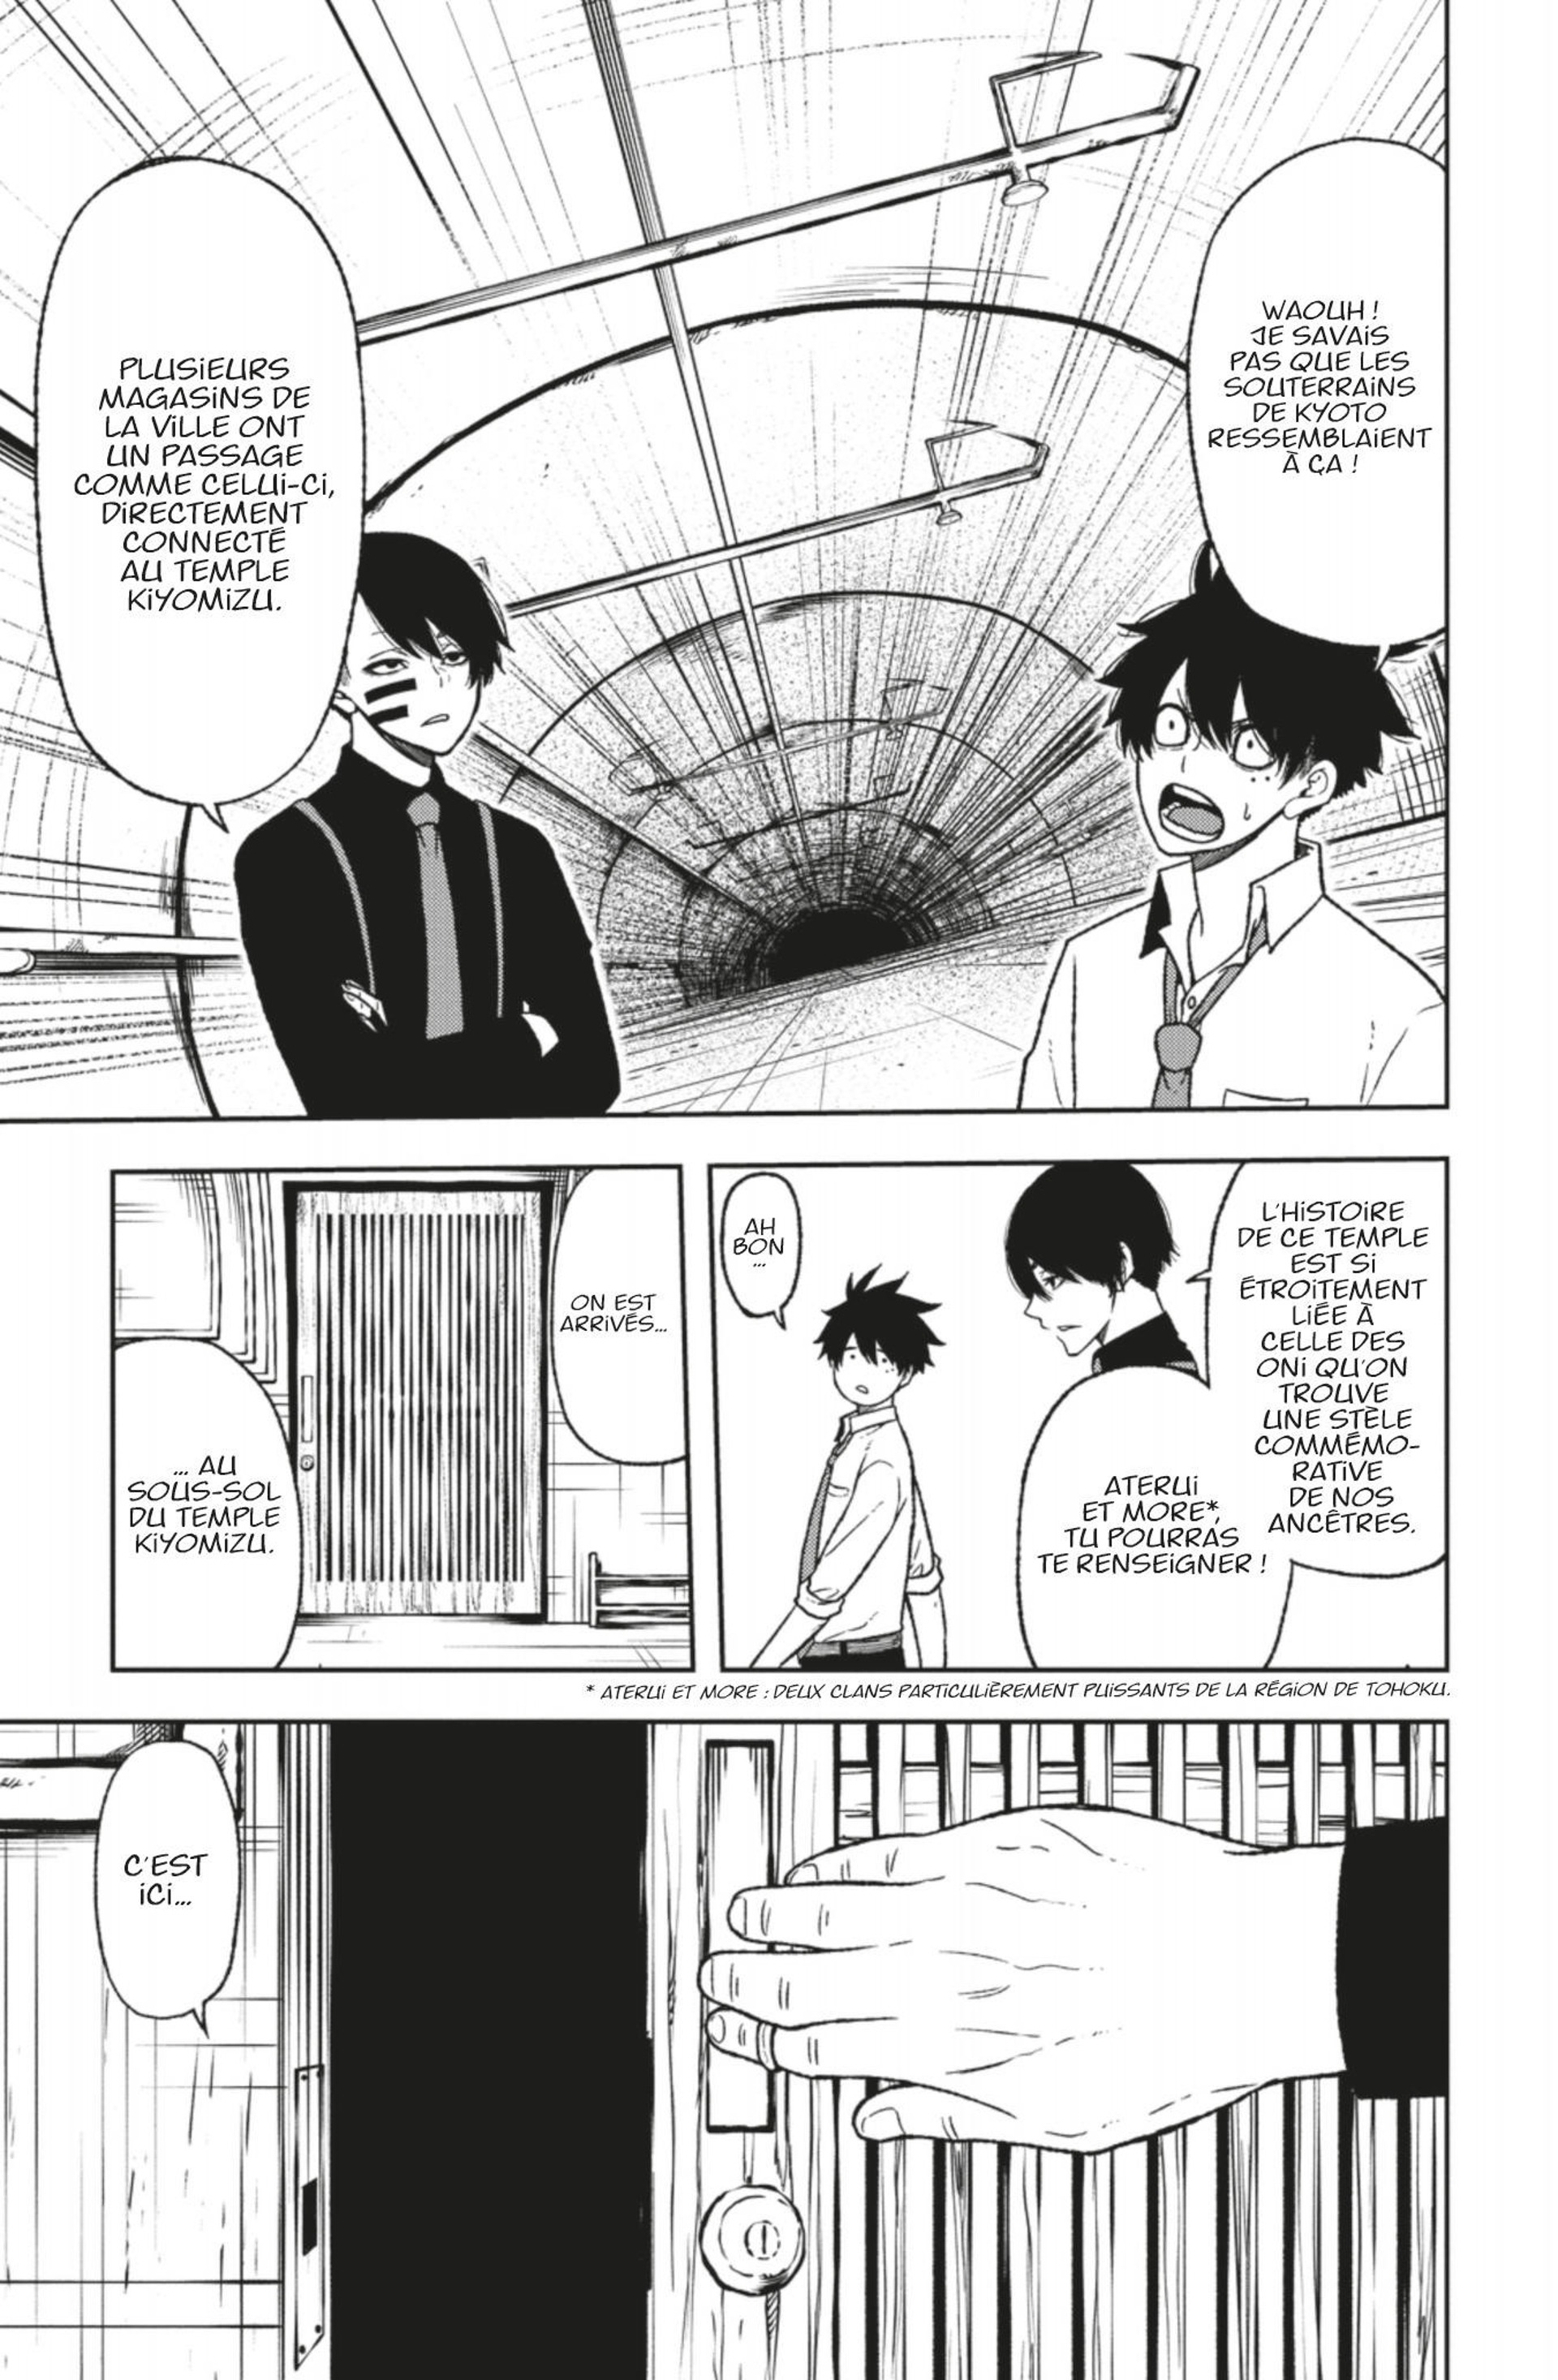 WAOUH !
JE SAVAIS
PAS QUE LES
SOUTERRAINS
DE KYOTO
RESSEMBLAIENT
À ÇA !
PLUSIEURS
MAGASINS DE
LA VILLE ONT
UN PASSAGE
COMME CELUI-CI,
DIRECTEMENT
CONNECTÉ
AU TEMPLE
KIYOMIZU.
L'HISTOIRE
DE CE TEMPLE
EST SI
ÉTROITEMENT
LIÉE À
CELLE DES
ONI QU'ON
TROUVE
UNE STÈLE
COMMÉMO-
RATIVE
DE NOS
ANCÊTRES.
ATERUI
ET MORE*,
TU POURRAS
TE RENSEIGNER !
AH
BON
...
ON EST
ARRIVÉS...
... AU
SOUS-SOL
DU TEMPLE
KIYOMIZU.
* ATERUI ET MORE : DEUX CLANS PARTICULIÈREMENT PUISSANTS DE LA RÉGION DE TOHOKU.
C'EST
ICI...